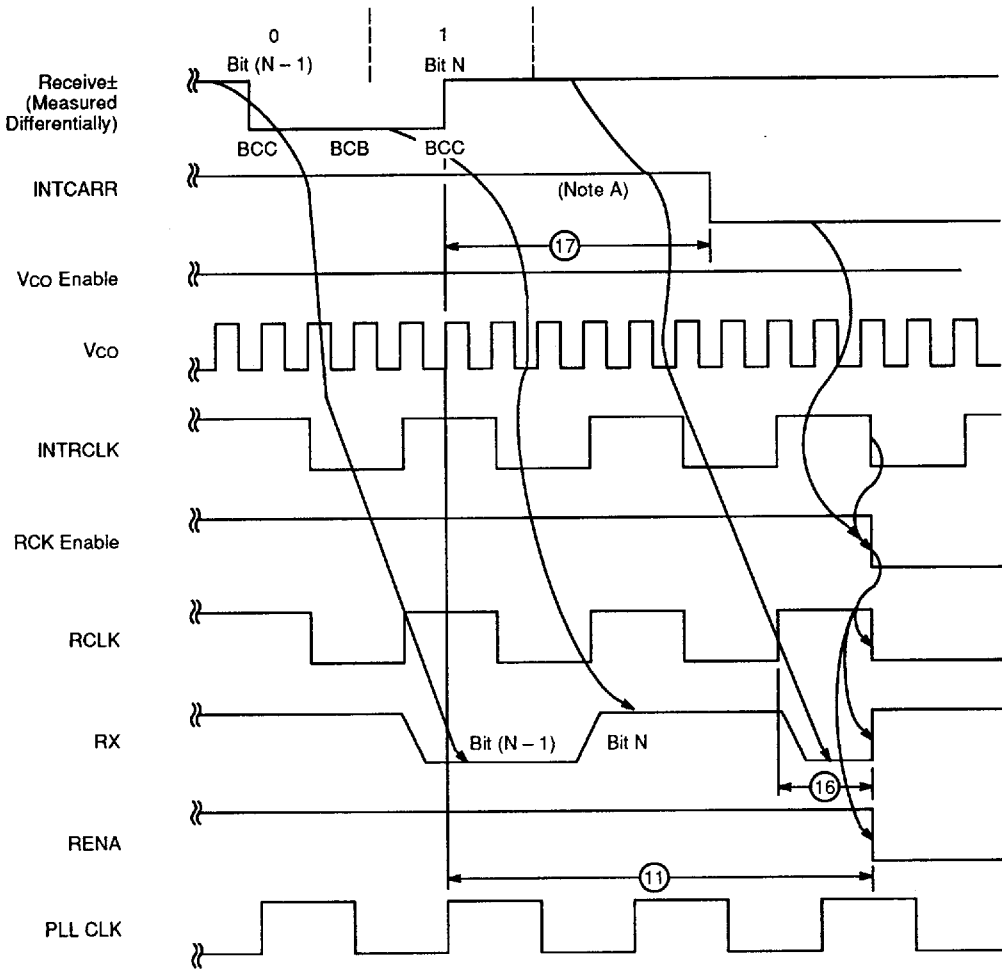 0 1
Bit (N – 1) Bit N
Receive±
(Measured
Differentially)
BCC BCB BCC
INTCARR
(Note A)
17
VCO Enable
VCO
INTRCLK
RCK Enable
RCLK
RX
Bit (N – 1) Bit N
16
RENA
11
PLL CLK